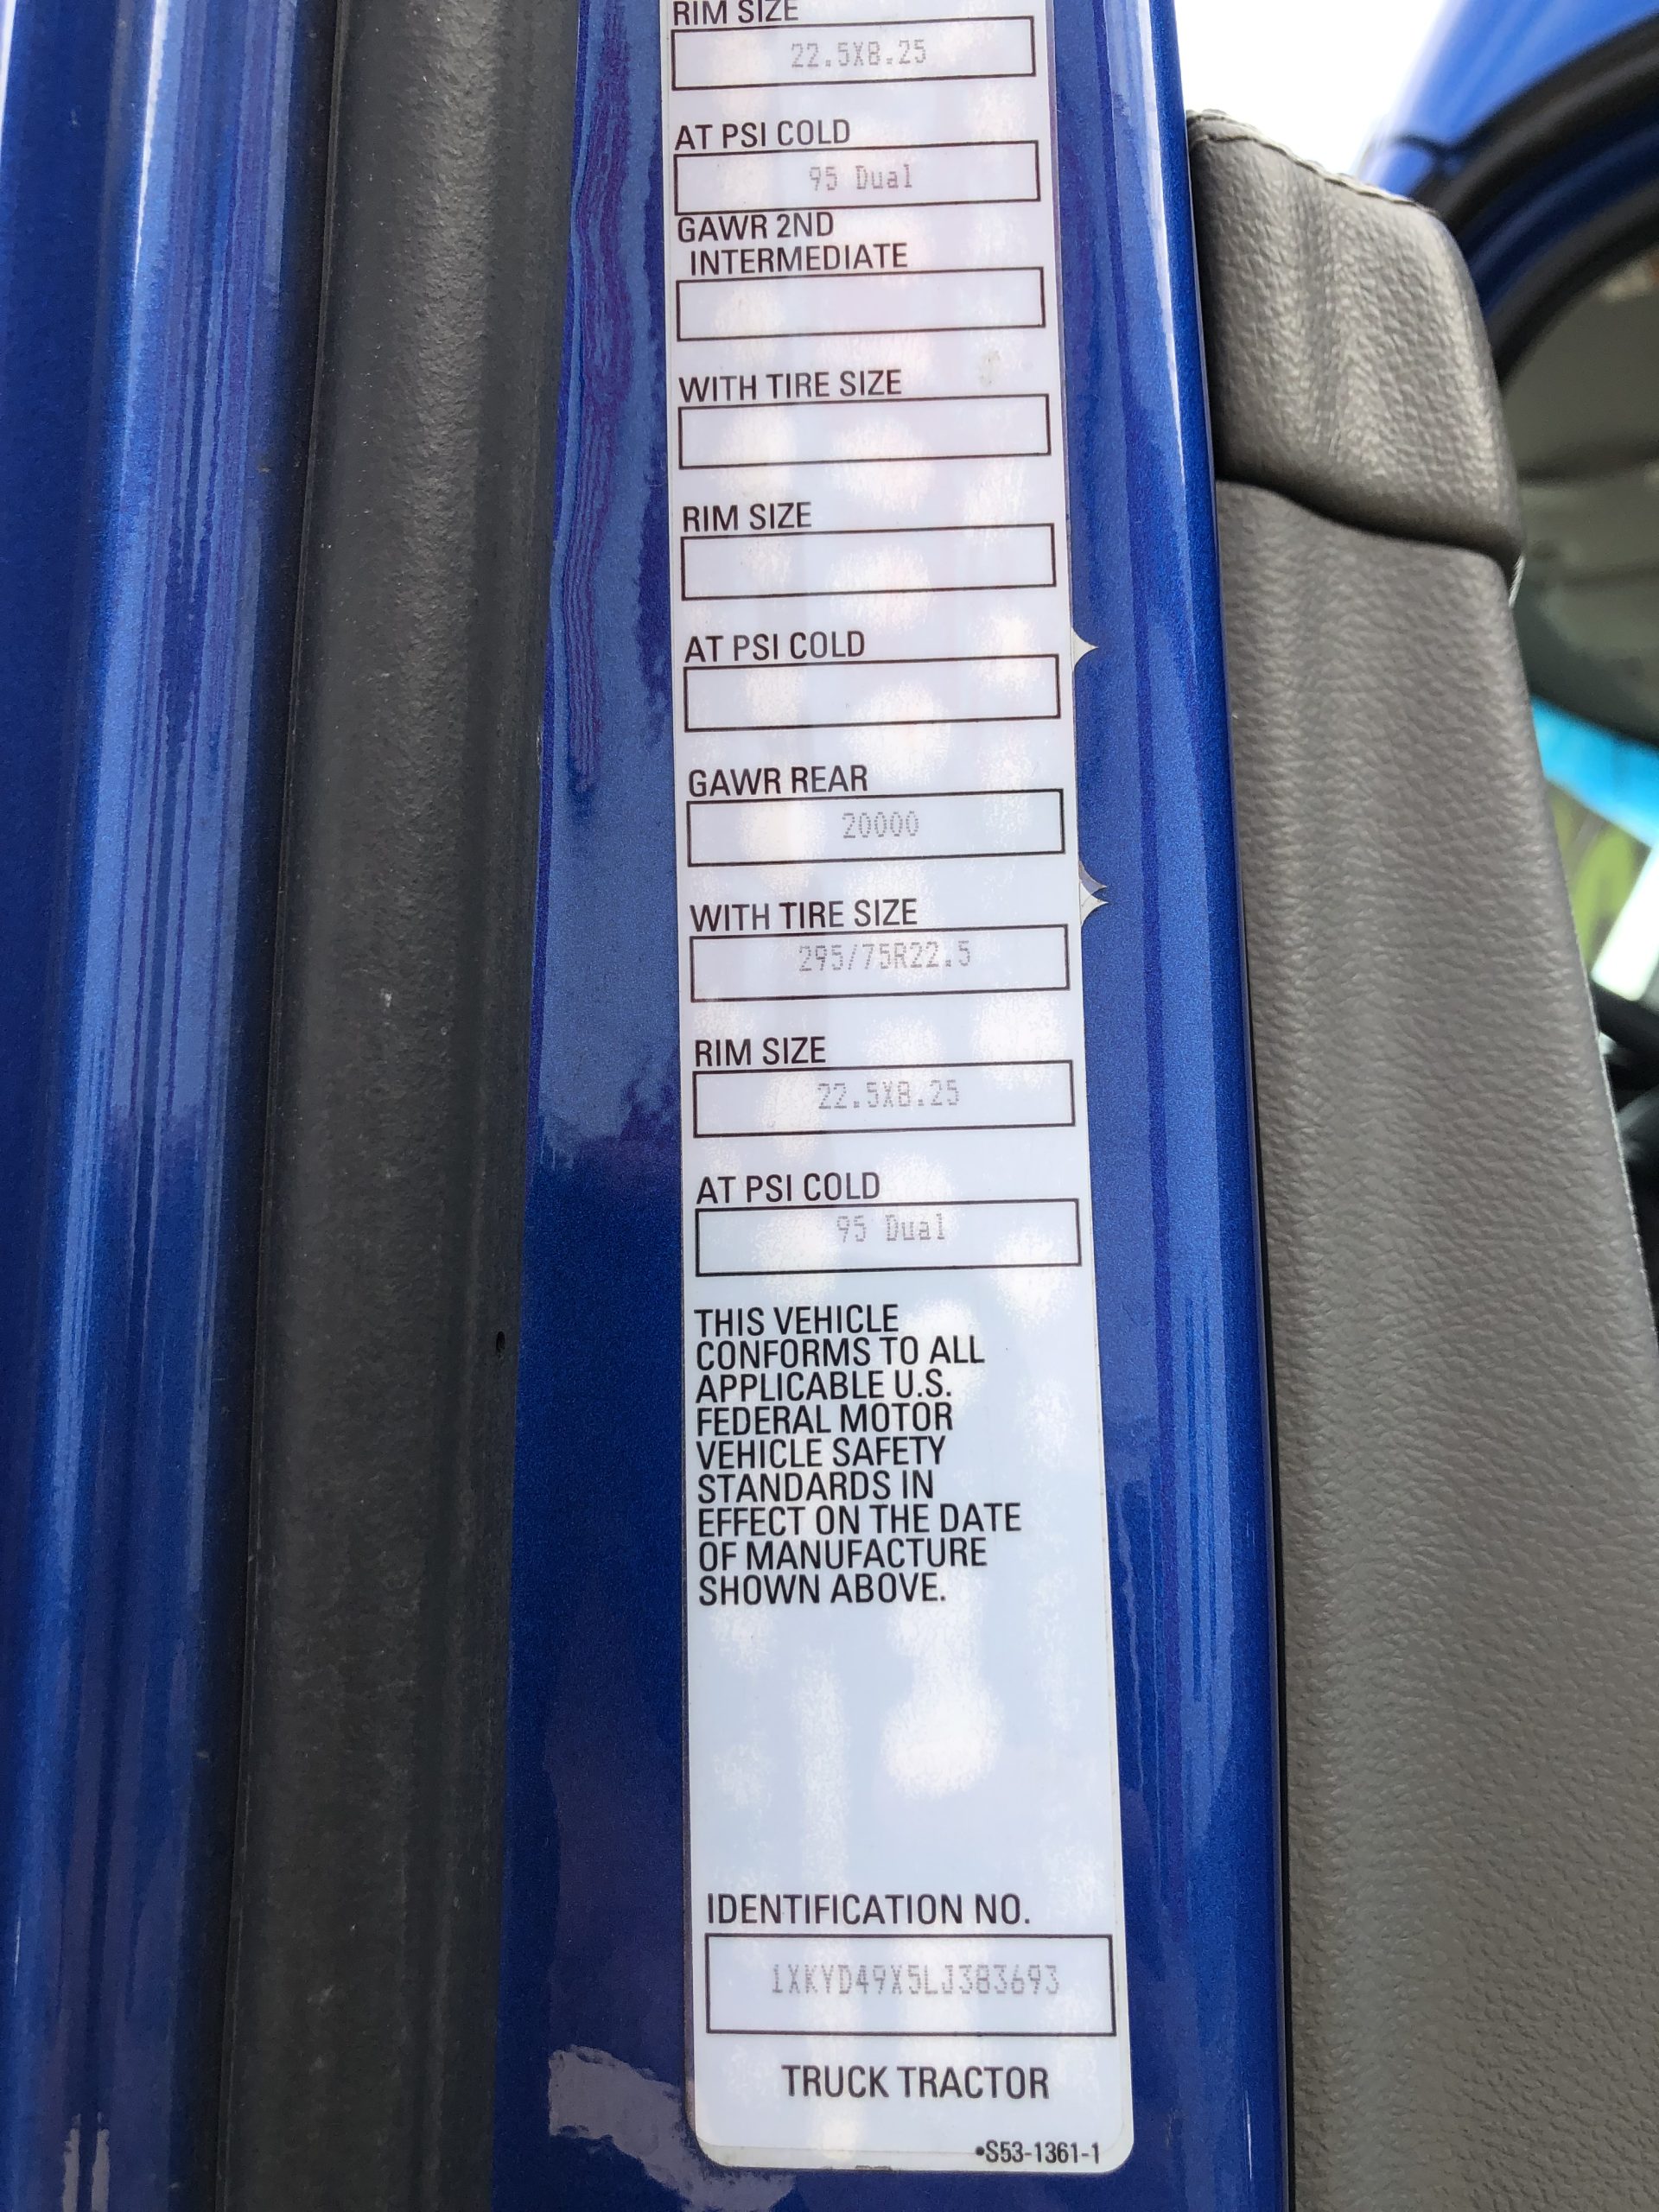 RIM SIZE
22.5X8.25
AT PSI COLD
95 Dual
GAWR 2ND
INTERMEDIATE
WITH TIRE SIZE
RIM SIZE
AT PSI COLD
GAWR REAR
20000
WITH TIRE SIZE
295/75R22.5
RIM SIZE
22.5X8.25
AT PSI COLD
95 Dual
THIS VEHICLE
CONFORMS TO ALL
APPLICABLE U.S.
FEDERAL MOTOR
VEHICLE SAFETY
STANDARDS IN
EFFECT ON THE DATE
OF MANUFACTURE
SHOWN ABOVE.
IDENTIFICATION NO.
1XKYD49X5LJ383693
TRUCK TRACTOR
•S53-1361-1